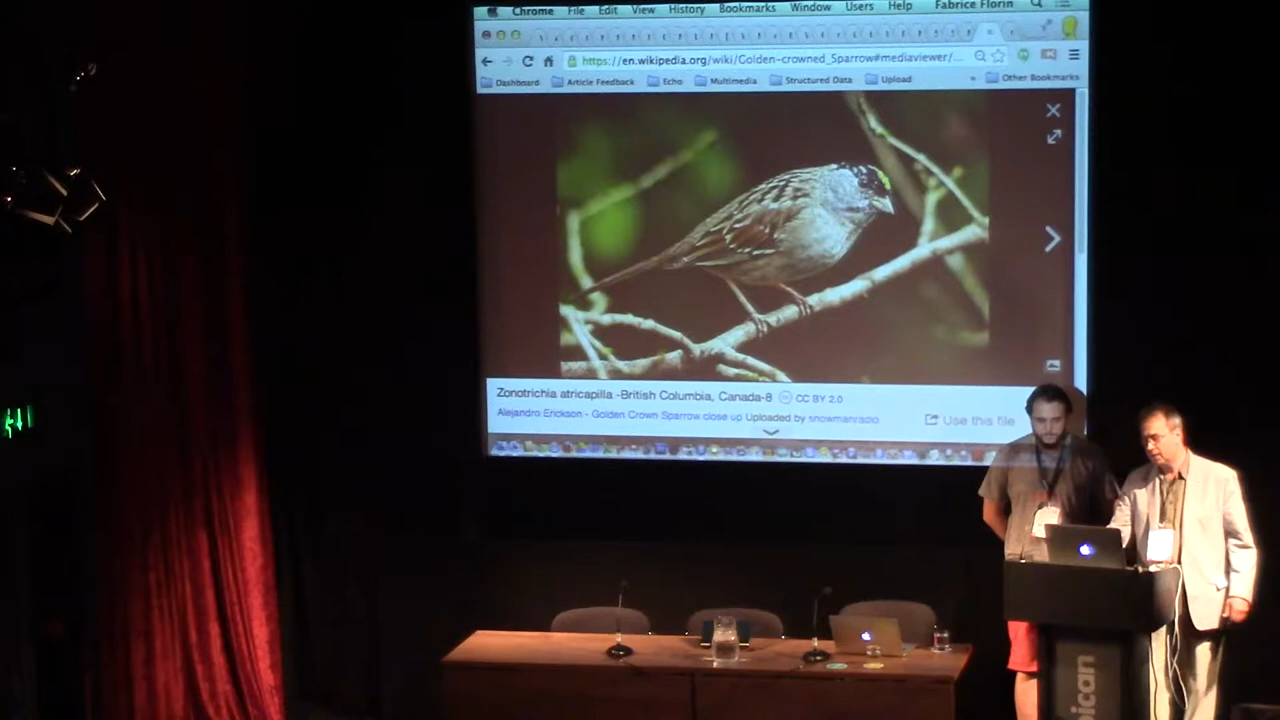 Chrome File Edit View History Bookmarks Window Users Help Fabrice Florin
https://en.wikipedia.org/wiki/Golden-crowned_Sparrow#mediaviewer/...
Dashboard Article Feedback Echo Multimedia Structured Data Upload » Other Bookmarks
Zonotrichia atricapilla -British Columbia, Canada-8 CC BY 2.0
Alejandro Erickson - Golden Crown Sparrow close up Uploaded by snowmanradio
Use this file
bican